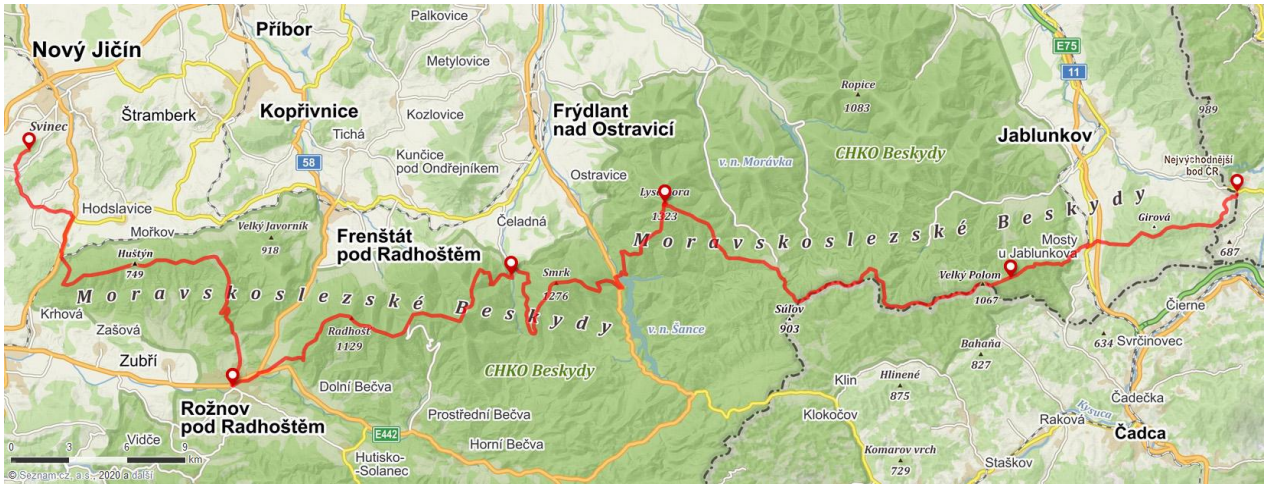 Palkovice
Příbor
Nový Jičín
E75
11
Metylovice
Ropice
1083
989
Štramberk
Kopřivnice
Kozlovice
Frýdlant
nad Ostravicí
Svinec
Tichá
Jablunkov
58
Kunčice
pod Ondřejníkem
v. n. Morávka
CHKO Beskydy
Nejvýchodnější
bod ČR
Ostravice
Lysá hora
1323
Hodslavice
Mořkov
Velký Javorník
918
Čeladná
Girová
Frenštát
pod Radhoštěm
Moravskoslezské Beskydy
Mosty
u Jablunkova
687
Huštýn
749
Smrk
1276
Velký Polom
1067
Moravskoslezské Beskydy
Krhová
Súľov
903
Čierne
Zašová
Radhošť
1129
v. n. Šance
634
Svrčinovec
Zubří
CHKO Beskydy
Bahaňa
827
Dolní Bečva
Klin
Hlinené
875
Čadečka
Rožnov
pod Radhoštěm
Prostřední Bečva
Klokočov
Kysuca
Raková
Čadca
Vidče
E442
Horní Bečva
0 3 6 9
km
Hutisko-
-Solanec
Komarov vrch
729
Staškov
© Seznam.cz, a.s., 2020 a další